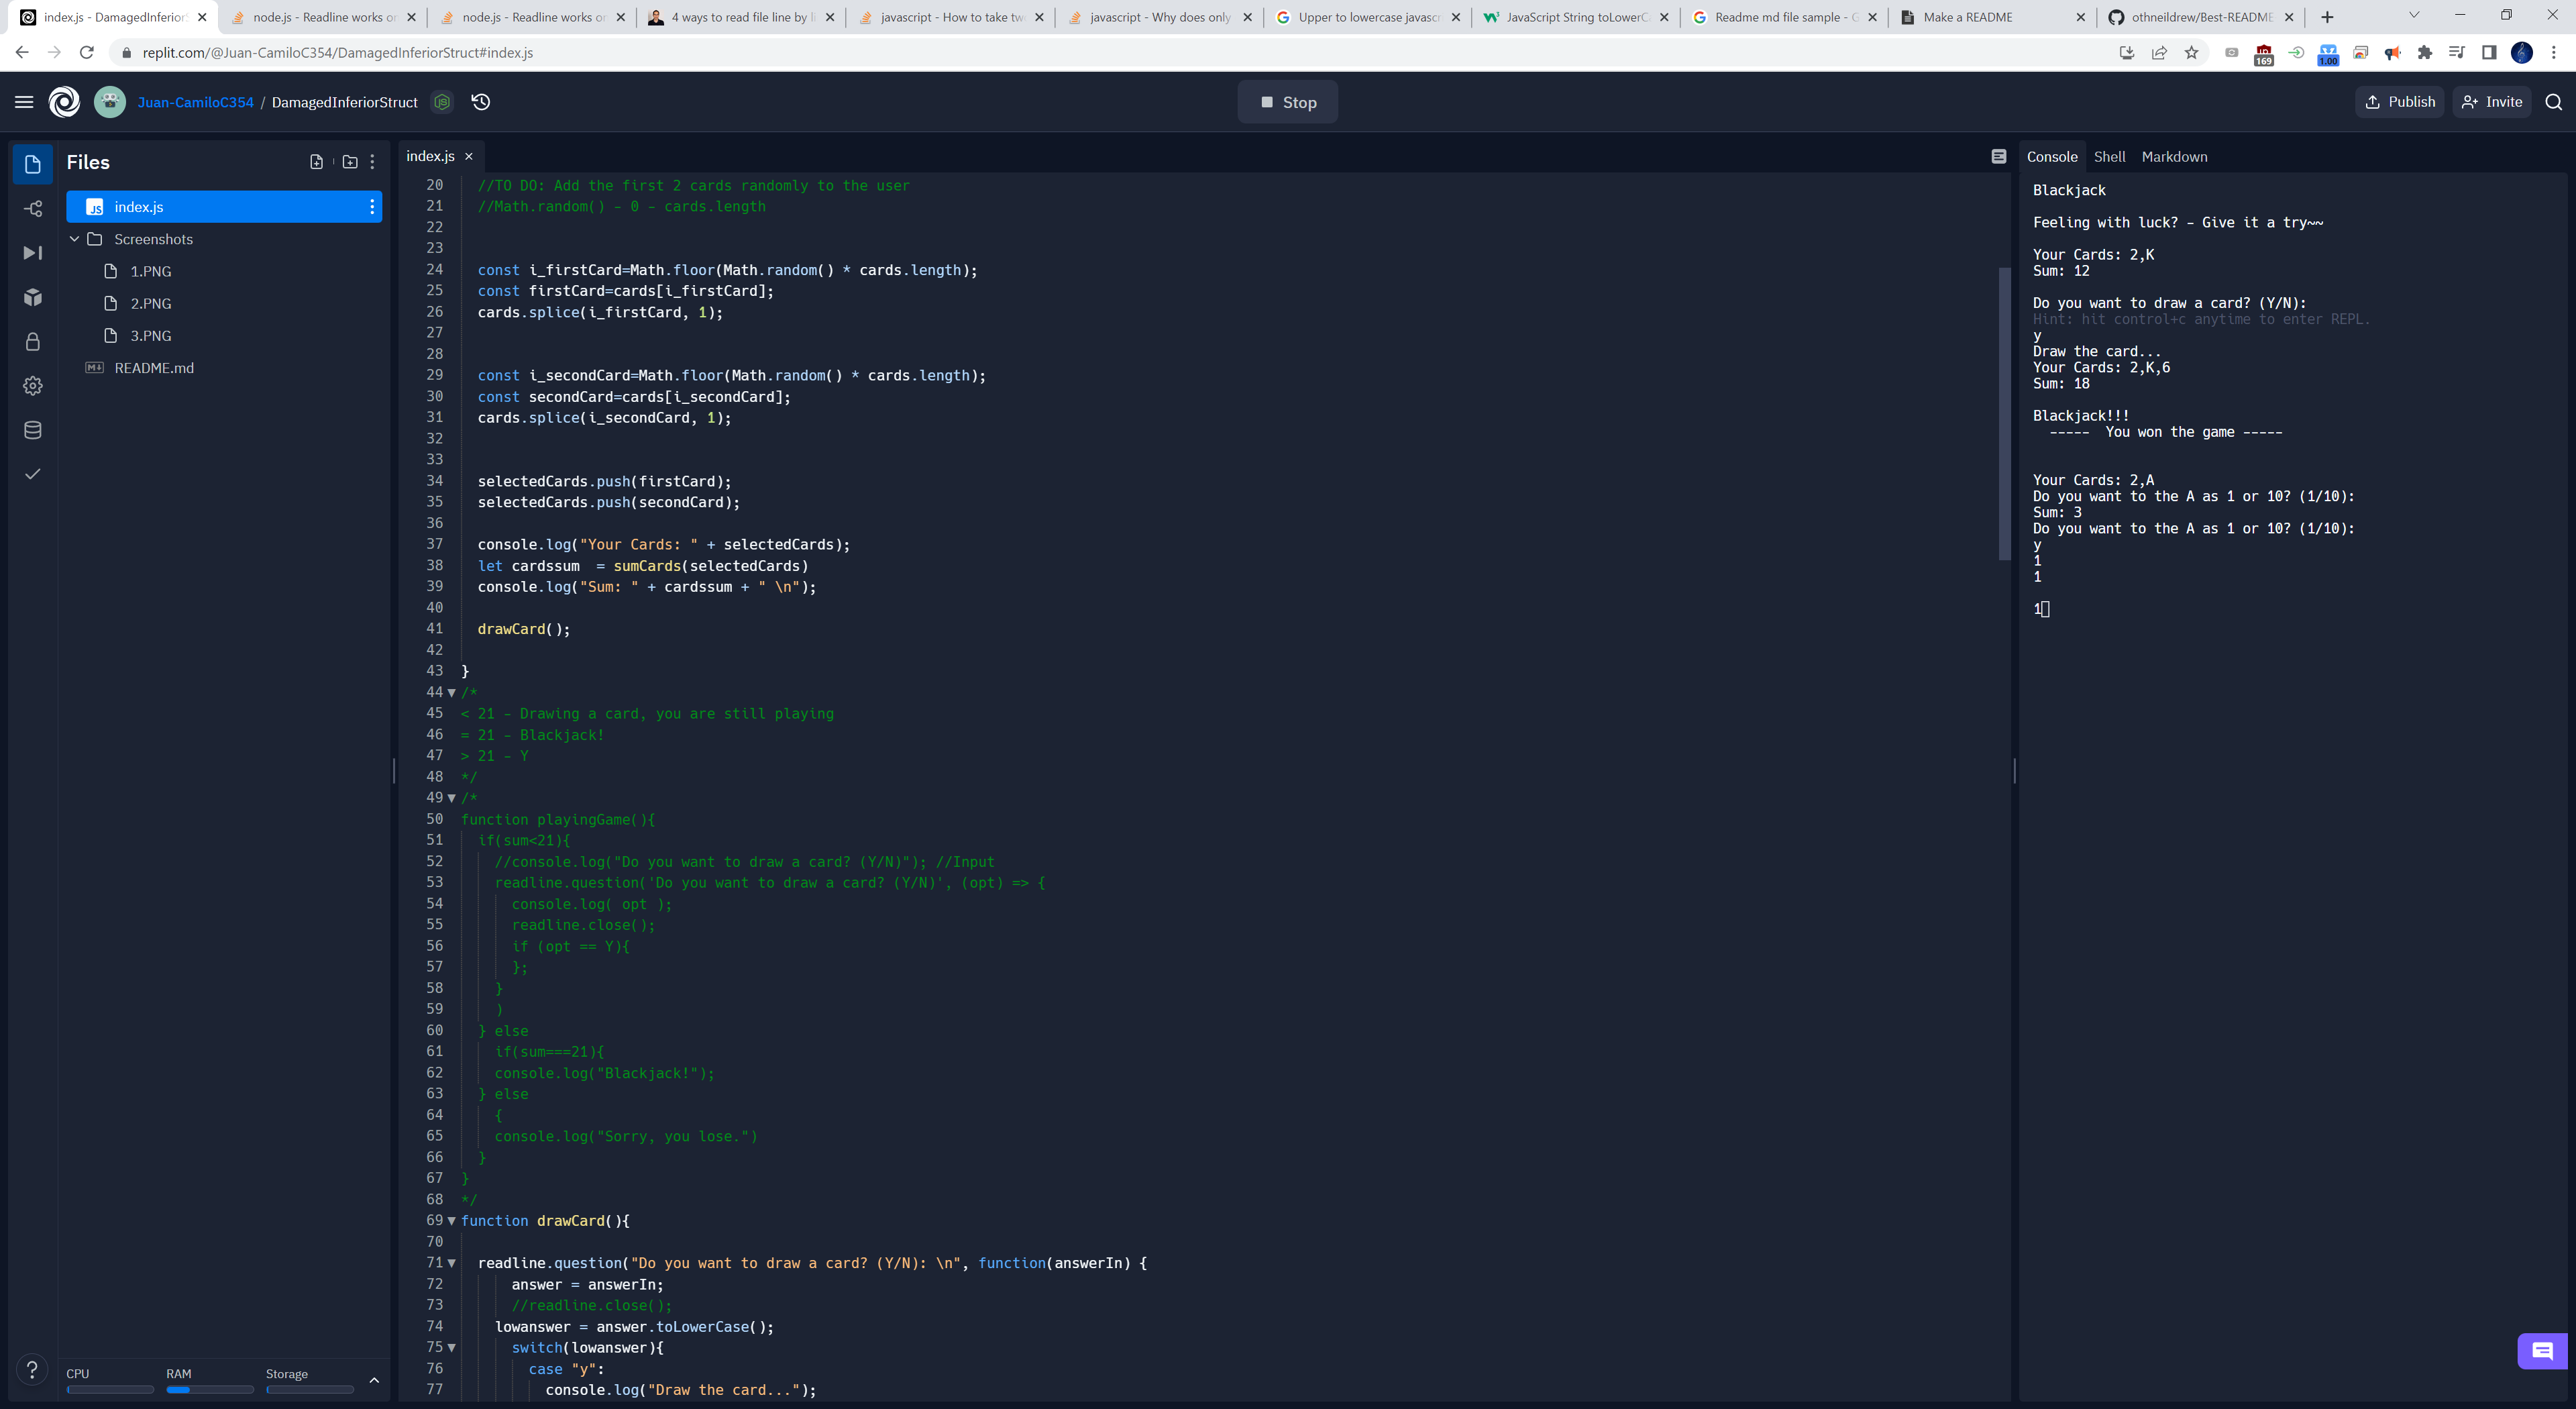 index.js - DamagedInferiorS
node.js - Readline works or
node.js - Readline works or
4 ways to read file line by li
javascript - How to take tw
javascript - Why does only
Upper to lowercase javascri
JavaScript String toLowerCa
Readme md file sample - G
Make a README
othneildrew/Best-README
replit.com/@Juan-CamiloC354/DamagedInferiorStruct#index.js
169
1.00
Juan-CamiloC354 / DamagedInferiorStruct
Stop
Publish
Invite
Files
index.js
Screenshots
1.PNG
2.PNG
3.PNG
README.md
CPU
RAM
Storage
index.js
20 //TO DO: Add the first 2 cards randomly to the user
21 //Math.random() - 0 - cards.length
22
23
24 const i_firstCard=Math.floor(Math.random() * cards.length);
25 const firstCard=cards[i_firstCard];
26 cards.splice(i_firstCard, 1);
27
28
29 const i_secondCard=Math.floor(Math.random() * cards.length);
30 const secondCard=cards[i_secondCard];
31 cards.splice(i_secondCard, 1);
32
33
34 selectedCards.push(firstCard);
35 selectedCards.push(secondCard);
36
37 console.log("Your Cards: " + selectedCards);
38 let cardssum  = sumCards(selectedCards)
39 console.log("Sum: " + cardssum + " \n");
40
41 drawCard();
42
43 }
44 /*
45 < 21 - Drawing a card, you are still playing
46 = 21 - Blackjack!
47 > 21 - Y
48 */
49 /*
50 function playingGame(){
51 if(sum<21){
52 //console.log("Do you want to draw a card? (Y/N)"); //Input
53 readline.question('Do you want to draw a card? (Y/N)', (opt) => {
54 console.log( opt );
55 readline.close();
56 if (opt == Y){
57 };
58 }
59 )
60 } else
61 if(sum===21){
62 console.log("Blackjack!");
63 } else
64 {
65 console.log("Sorry, you lose.")
66 }
67 }
68 */
69 function drawCard(){
70
71 readline.question("Do you want to draw a card? (Y/N): \n", function(answerIn) {
72 answer = answerIn;
73 //readline.close();
74 lowanswer = answer.toLowerCase();
75 switch(lowanswer){
76 case "y":
77 console.log("Draw the card...");
Console Shell Markdown
Blackjack
Feeling with luck? - Give it a try~~
Your Cards: 2,K
Sum: 12
Do you want to draw a card? (Y/N):
Hint: hit control+c anytime to enter REPL.
y
Draw the card...
Your Cards: 2,K,6
Sum: 18
Blackjack!!!
-----  You won the game -----
Your Cards: 2,A
Do you want to the A as 1 or 10? (1/10):
Sum: 3
Do you want to the A as 1 or 10? (1/10):
y
1
1
1